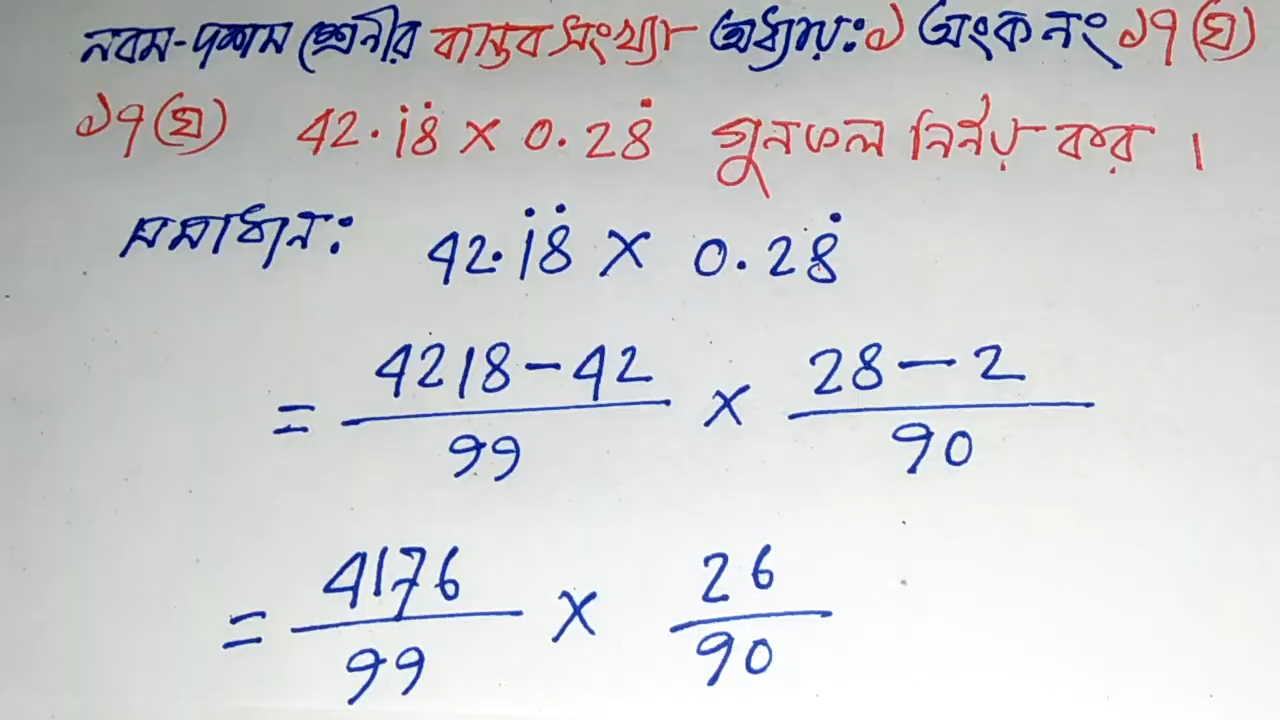 নবম-দশম শ্রেনীর বাস্তব সংখ্যা অধ্যায়: ১ অংক নং ১৭ (ঘ)
১৭ (ঘ) 42.1̇8̇ × 0.28̇ গুনফল নির্নয় কর ।
সমাধান: 42.1̇8̇ × 0.28̇
= (4218 - 42)/99 × (28 - 2)/90
= 4176/99 × 26/90